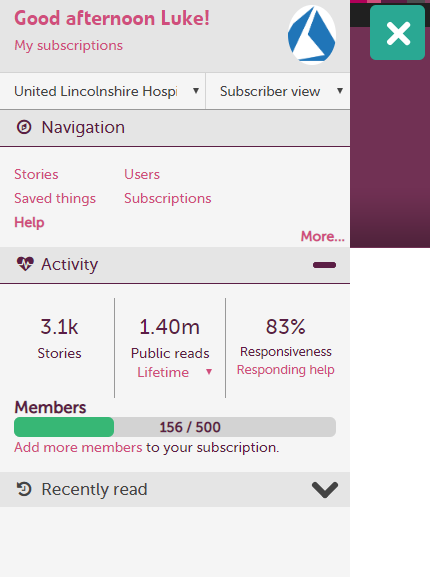 Good afternoon Luke!
My subscriptions
United Lincolnshire Hospi
Subscriber view
Navigation
Stories
Users
Saved things
Subscriptions
Help
More...
Activity
3.1k
Stories
1.40m
Public reads
Lifetime
83%
Responsiveness
Responding help
Members
156 / 500
Add more members to your subscription.
Recently read